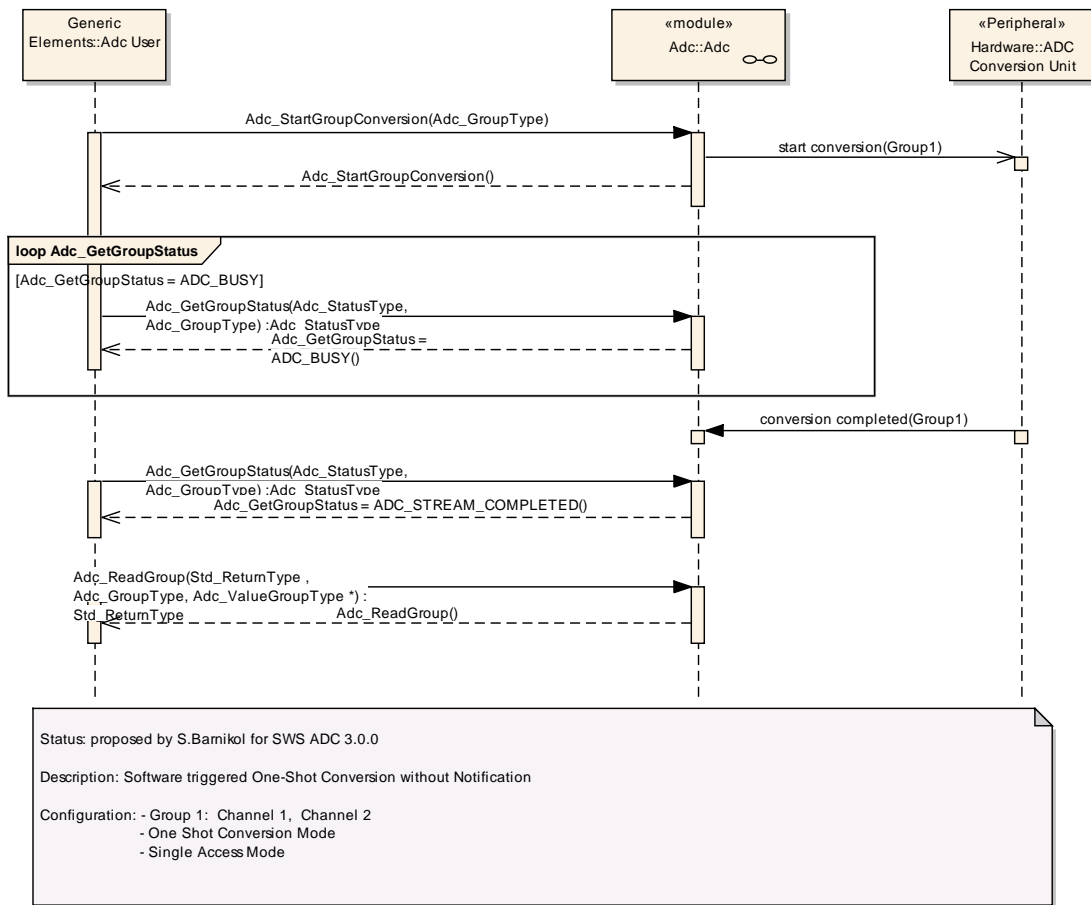 Generic
Elements::Adc User
«module»
Adc::Adc
«Peripheral»
Hardware::ADC
Conversion Unit
Adc_StartGroupConversion(Adc_GroupType)
start conversion(Group1)
Adc_StartGroupConversion()
loop Adc_GetGroupStatus
[Adc_GetGroupStatus = ADC_BUSY]
Adc_GetGroupStatus(Adc_StatusType,
Adc_GroupType) :Adc_StatusType
Adc_GetGroupStatus =
ADC_BUSY()
conversion completed(Group1)
Adc_GetGroupStatus(Adc_StatusType,
Adc_GroupType) :Adc_StatusType
Adc_GetGroupStatus = ADC_STREAM_COMPLETED()
Adc_ReadGroup(Std_ReturnType ,
Adc_GroupType, Adc_ValueGroupType *) :
Std_ReturnType
Adc_ReadGroup()
Status: proposed by S.Barnikol for SWS ADC 3.0.0
Description: Software triggered One-Shot Conversion without Notification
Configuration: - Group 1: Channel 1, Channel 2
- One Shot Conversion Mode
- Single Access Mode